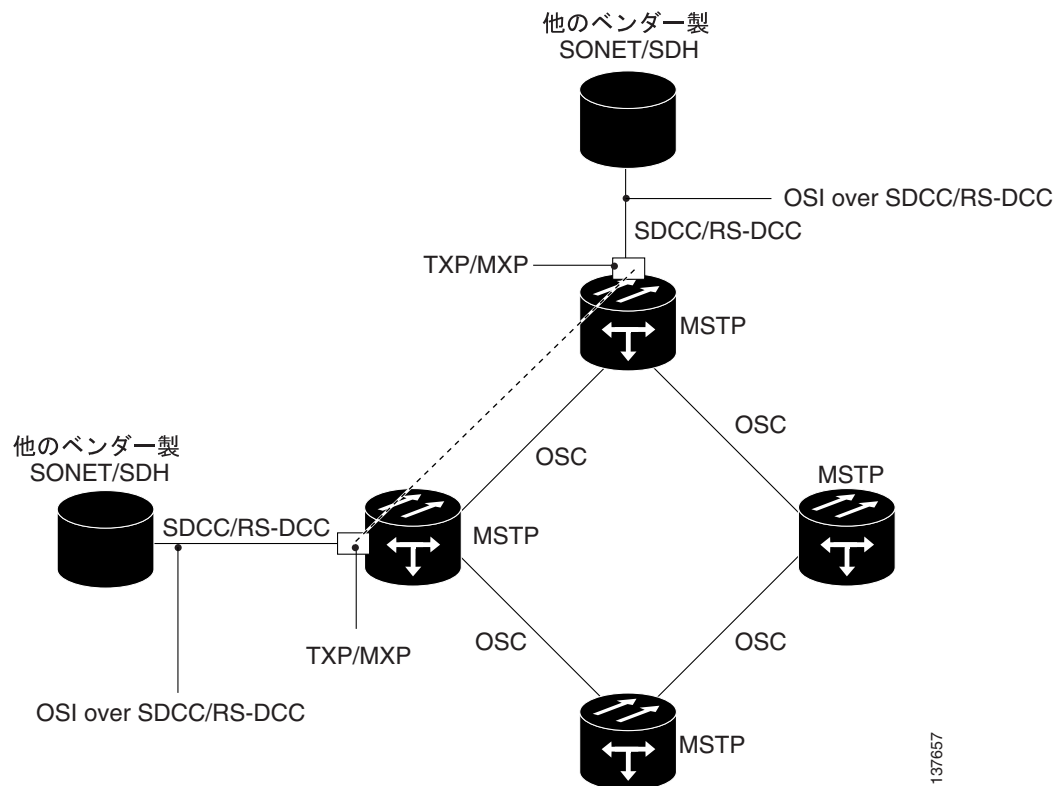 他のベンダー製
SONET/SDH
OSI over SDCC/RS-DCC
SDCC/RS-DCC
TXP/MXP
MSTP
OSC
OSC
MSTP
他のベンダー製
SONET/SDH
SDCC/RS-DCC
MSTP
TXP/MXP
OSC
OSC
OSI over SDCC/RS-DCC
MSTP
137657